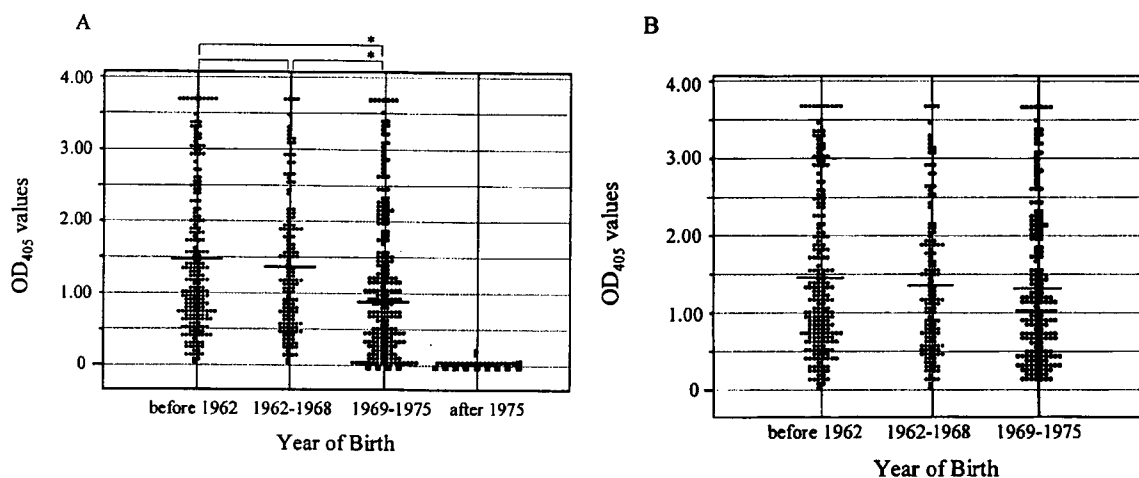 A
*
*
4.00
3.00
2.00
1.00
0
OD405 values
before 1962 1962-1968 1969-1975 after 1975
Year of Birth
B
4.00
3.00
2.00
1.00
0
OD405 values
before 1962 1962-1968 1969-1975
Year of Birth